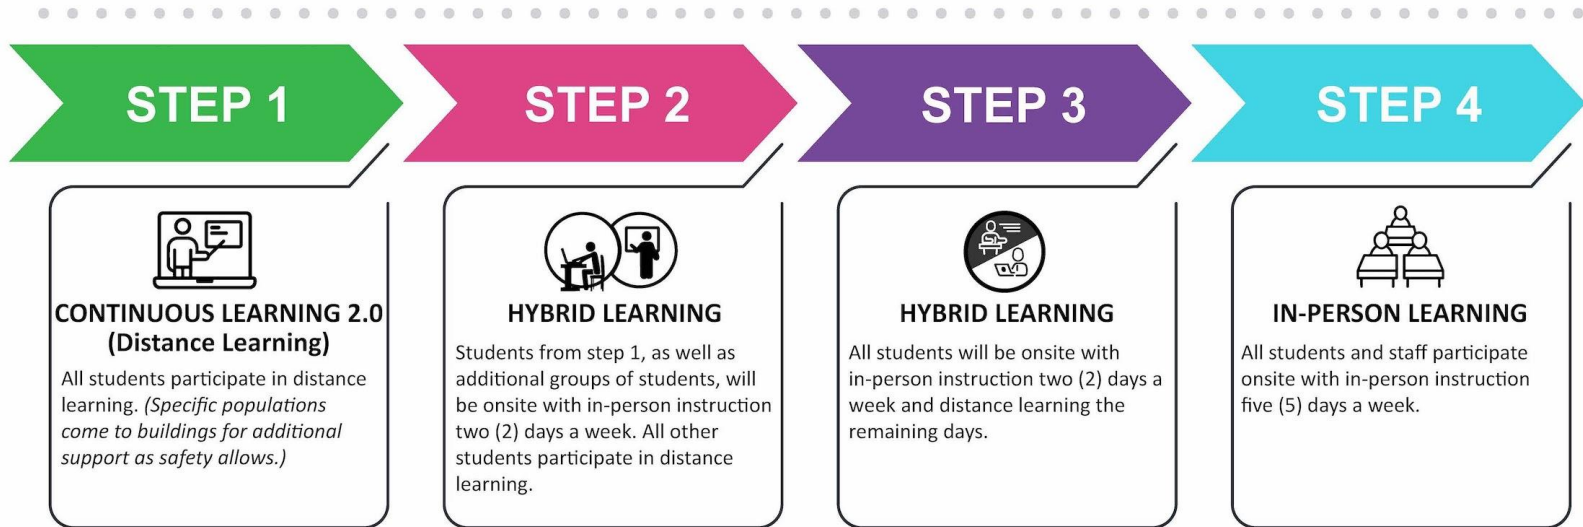 STEP 1
STEP 2
STEP 3
STEP 4
CONTINUOUS LEARNING 2.0
(Distance Learning)
All students participate in distance
learning. (Specific populations
come to buildings for additional
support as safety allows.)
HYBRID LEARNING
Students from step 1, as well as
additional groups of students, will
be onsite with in-person instruction
two (2) days a week. All other
students participate in distance
learning.
HYBRID LEARNING
All students will be onsite with
in-person instruction two (2) days a
week and distance learning the
remaining days.
IN-PERSON LEARNING
All students and staff participate
onsite with in-person instruction
five (5) days a week.